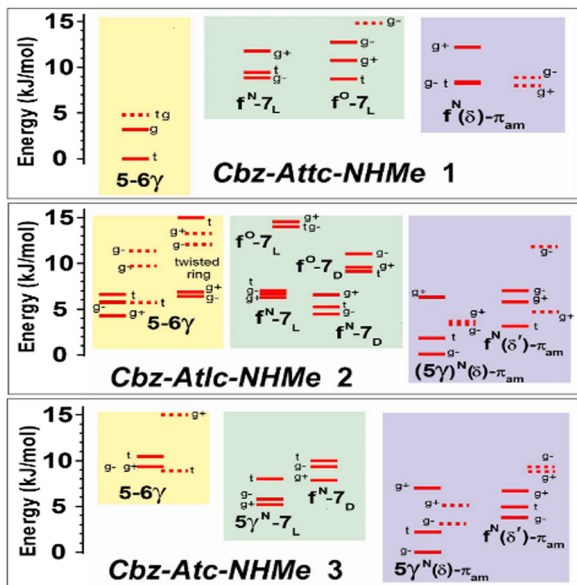 Energy (kJ/mol)
15
10
5
0
t g
g
t
5-6γ
g+
t
g-
f^N-7_L
g-
g-
g+
t
f^O-7_L
g+
g- t
g-
g+
f^N(δ)-π_am
Cbz-Attc-NHMe 1
Energy (kJ/mol)
15
10
5
0
t
g-
g+
g-
g+
t
5-6γ
t
g+
g-
twisted
ring
g+
g-
f^O-7_L
g+
t g-
t
g-
g+
f^N-7_L
f^O-7_D
g-
g+
t
g+
t
g-
f^N-7_D
g+
t
g-
g+
g-
(5γ)^N(δ)-π_am
g-
g-
g+
g+
t
f^N(δ')-π_am
Cbz-Atlc-NHMe 2
Energy (kJ/mol)
15
10
5
0
g+
t
g- g+
t
5-6γ
t
g-
g+
5γ^N-7_L
t
g-
g+
f^N-7_D
g+
g+
g-
t
g-
5γ^N(δ)-π_am
g+
g-
g+
t
g-
f^N(δ')-π_am
Cbz-Atc-NHMe 3